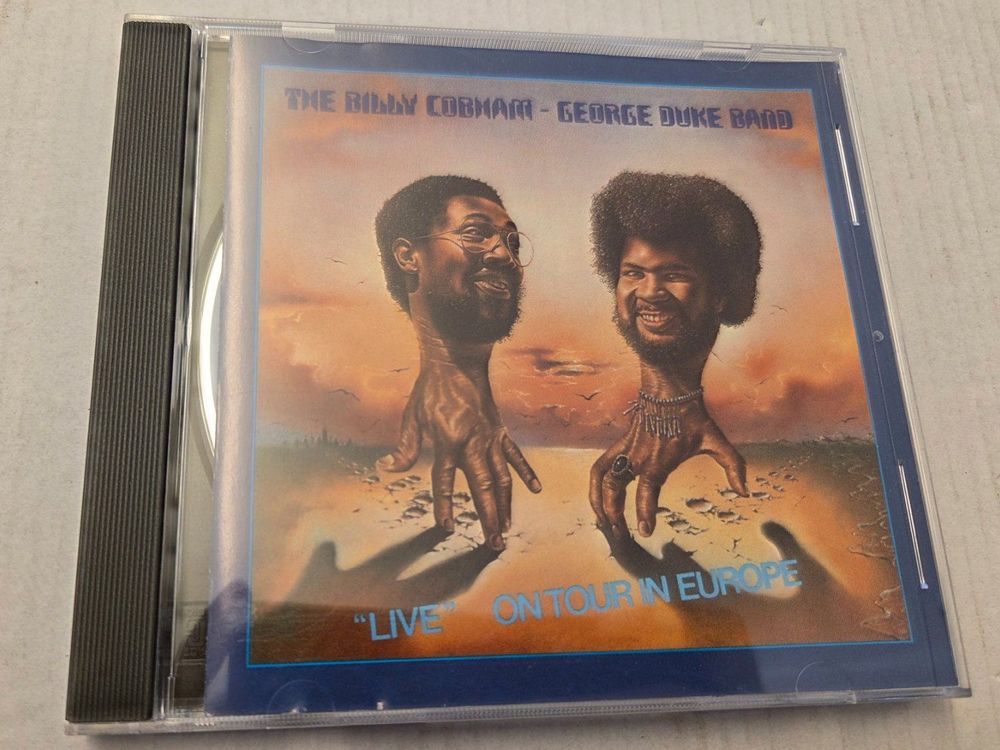 THE BILLY COBHAM - GEORGE DUKE BAND
"LIVE" ON TOUR IN EUROPE